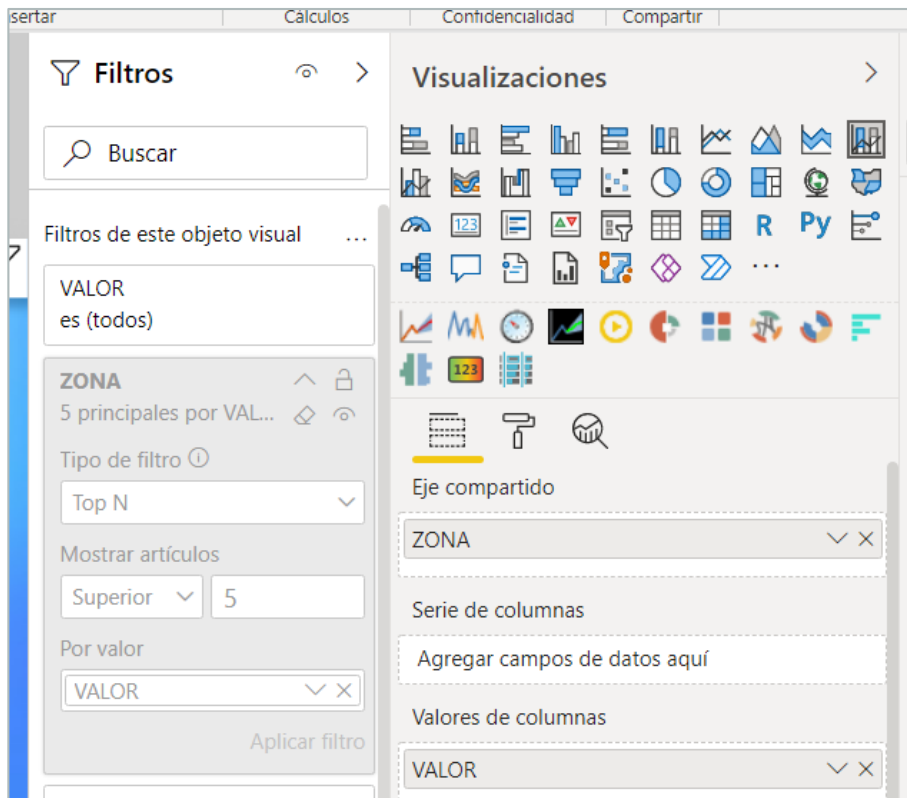 sertar
Cálculos
Confidencialidad
Compartir
Filtros
Buscar
Filtros de este objeto visual
...
VALOR
es (todos)
ZONA
5 principales por VAL...
Tipo de filtro
Top N
Mostrar artículos
Superior
5
Por valor
VALOR
Aplicar filtro
7
Visualizaciones
123
R
Py
...
123
Eje compartido
ZONA
Serie de columnas
Agregar campos de datos aquí
Valores de columnas
VALOR